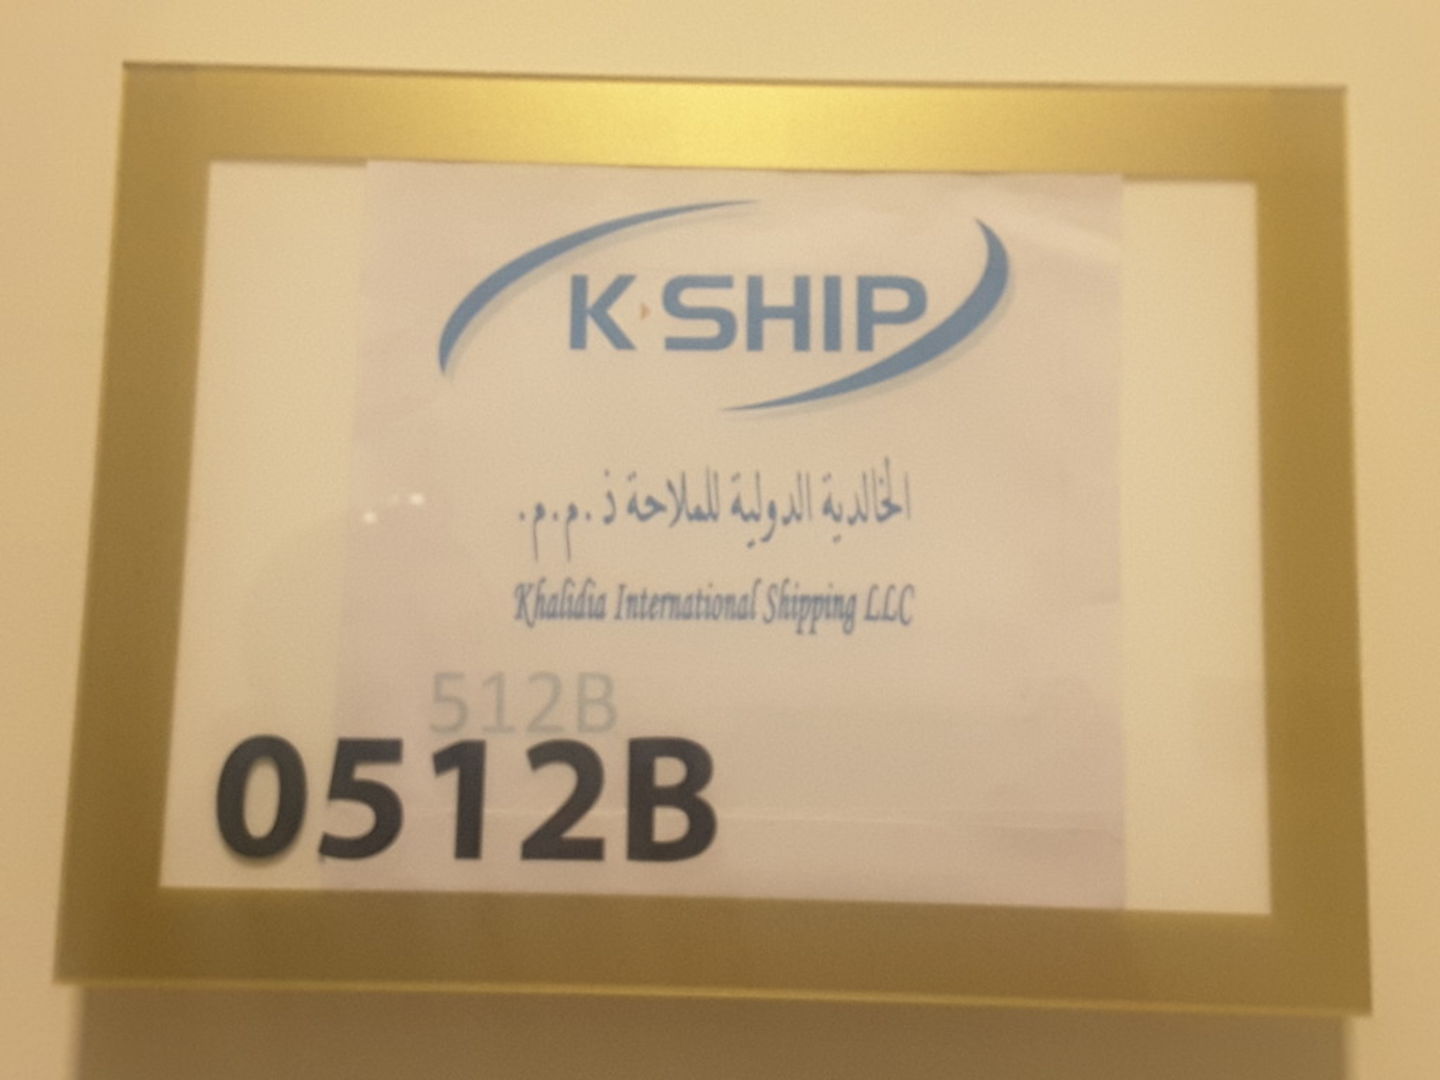 K·SHIP
الخالدية الدولية للملاحة ذ.م.م.
Khalidia International Shipping LLC
512B
0512B